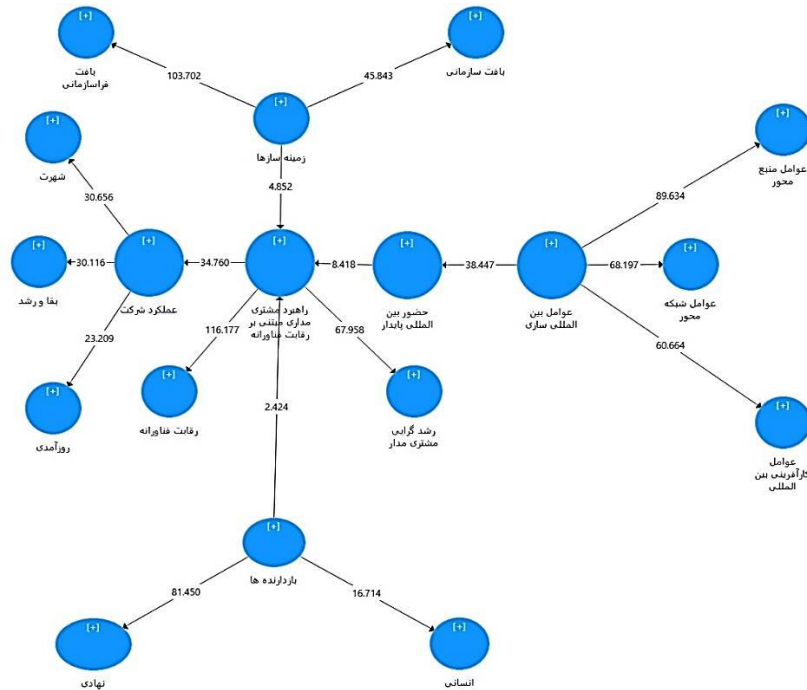 [+]
[+]
بافت
فراسازمانی
بافت سازمانی
103.702
45.843
[+]
زمینه سازها
[+]
شهرت
[+]
عوامل منبع
محور
30.656
4.852
89.634
[+]
بقا و رشد
30.116
[+]
عملکرد شرکت
34.760
[+]
راهبرد مشتری
مداری مبتنی بر
رقابت فناورانه
8.418
[+]
حضور بین
المللی پایدار
38.447
[+]
عوامل بین
المللی سازی
68.197
[+]
عوامل شبکه
محور
23.209
116.177
67.958
60.664
[+]
روزآمدی
[+]
رقابت فناورانه
[+]
رشد گرایی
مشتری مدار
[+]
عوامل
کارآفرینی بین
المللی
2.424
[+]
بازدارنده ها
81.450
16.714
[+]
نهادی
[+]
انسانی